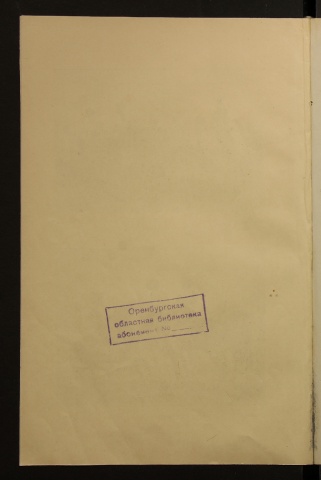 Оренбургская
областная библиотека
абонемент